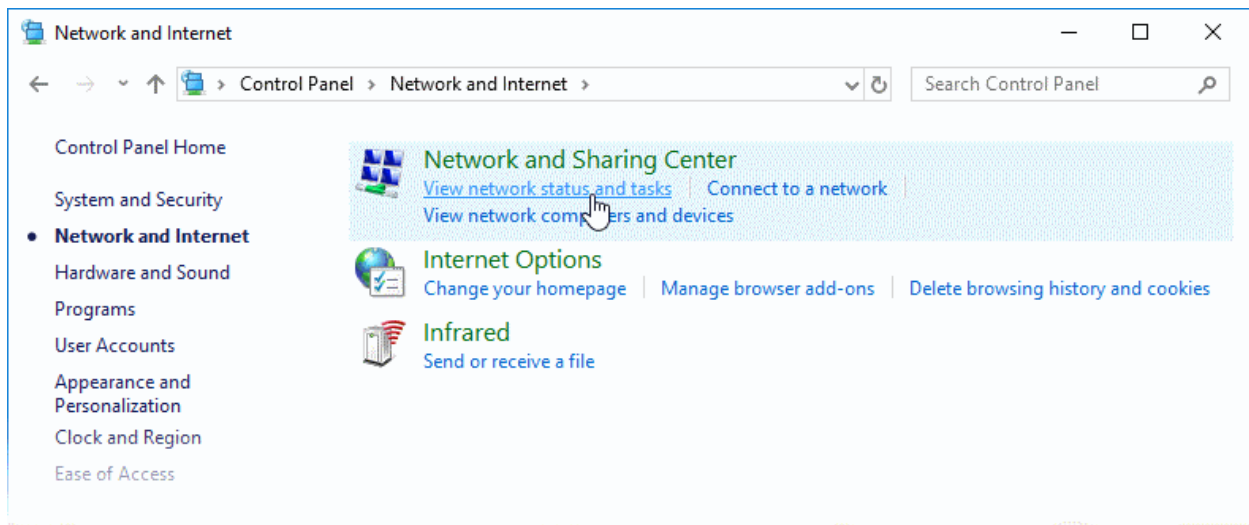 Network and Internet
Control Panel > Network and Internet >
Search Control Panel
Control Panel Home
System and Security
Network and Internet
Hardware and Sound
Programs
User Accounts
Appearance and
Personalization
Clock and Region
Ease of Access
Network and Sharing Center
View network status and tasks | Connect to a network |
View network computers and devices
Internet Options
Change your homepage | Manage browser add-ons | Delete browsing history and cookies
Infrared
Send or receive a file